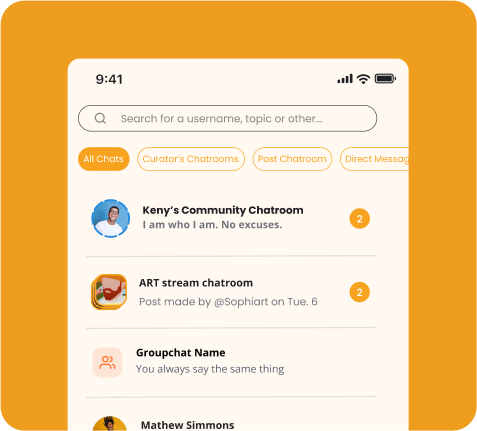 9:41
Search for a username, topic or other...
All Chats Curator's Chatrooms Post Chatroom Direct Messag
Keny's Community Chatroom
I am who I am. No excuses.
2
ART stream chatroom
Post made by @Sophiart on Tue. 6
2
Groupchat Name
You always say the same thing
Mathew Simmons